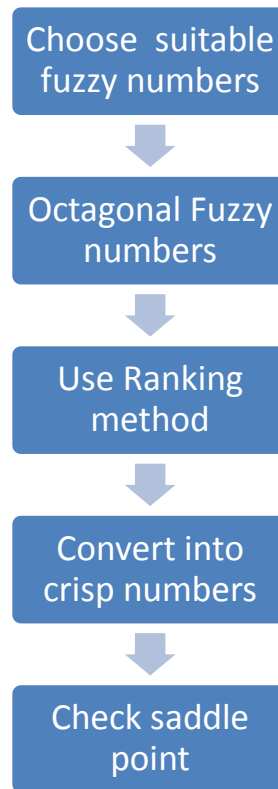 Choose suitable
fuzzy numbers
Octagonal Fuzzy
numbers
Use Ranking
method
Convert into
crisp numbers
Check saddle
point